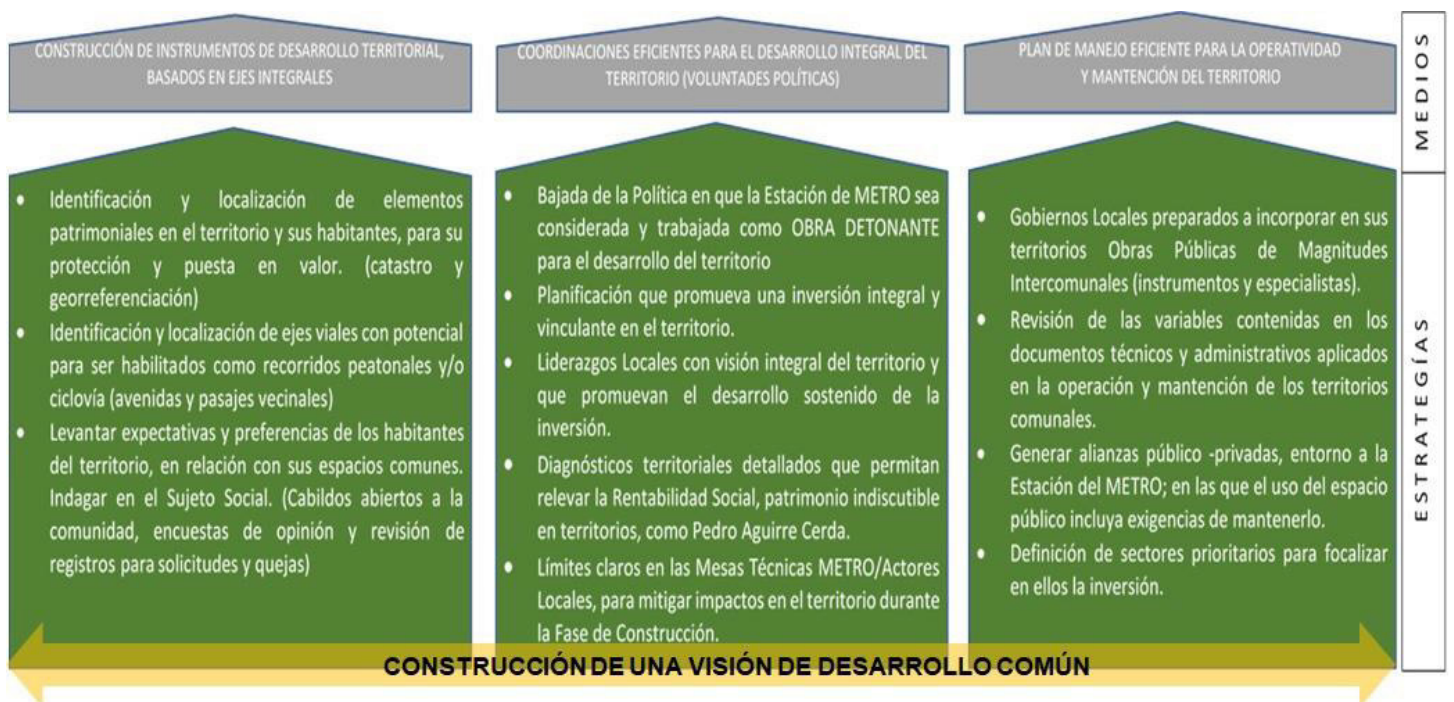 CONSTRUCCIÓN DE INSTRUMENTOS DE DESARROLLO TERRITORIAL,
BASADOS EN EJES INTEGRALES
COORDINACIONES EFICIENTES PARA EL DESARROLLO INTEGRAL DEL
TERRITORIO (VOLUNTADES POLÍTICAS)
PLAN DE MANEJO EFICIENTE PARA LA OPERATIVIDAD
Y MANTENCIÓN DEL TERRITORIO
MEDIOS
• Identificación y localización de elementos
patrimoniales en el territorio y sus habitantes, para su
protección y puesta en valor. (catastro y
georreferenciación)
• Identificación y localización de ejes viales con potencial
para ser habilitados como recorridos peatonales y/o
ciclovía (avenidas y pasajes vecinales)
• Levantar expectativas y preferencias de los habitantes
del territorio, en relación con sus espacios comunes.
Indagar en el Sujeto Social. (Cabildos abiertos a la
comunidad, encuestas de opinión y revisión de
registros para solicitudes y quejas)
• Bajada de la Política en que la Estación de METRO sea
considerada y trabajada como OBRA DETONANTE
para el desarrollo del territorio
• Planificación que promueva una inversión integral y
vinculante en el territorio.
• Liderazgos Locales con visión integral del territorio y
que promuevan el desarrollo sostenido de la
inversión.
• Diagnósticos territoriales detallados que permitan
relevar la Rentabilidad Social, patrimonio indiscutible
en territorios, como Pedro Aguirre Cerda.
• Límites claros en las Mesas Técnicas METRO/Actores
Locales, para mitigar impactos en el territorio durante
la Fase de Construcción.
• Gobiernos Locales preparados a incorporar en sus
territorios Obras Públicas de Magnitudes
Intercomunales (instrumentos y especialistas).
• Revisión de las variables contenidas en los
documentos técnicos y administrativos aplicados
en la operación y mantención de los territorios
comunales.
• Generar alianzas público -privadas, entorno a la
Estación del METRO; en las que el uso del espacio
público incluya exigencias de mantenerlo.
• Definición de sectores prioritarios para focalizar
en ellos la inversión.
ESTRATEGÍAS
CONSTRUCCIÓN DE UNA VISIÓN DE DESARROLLO COMÚN